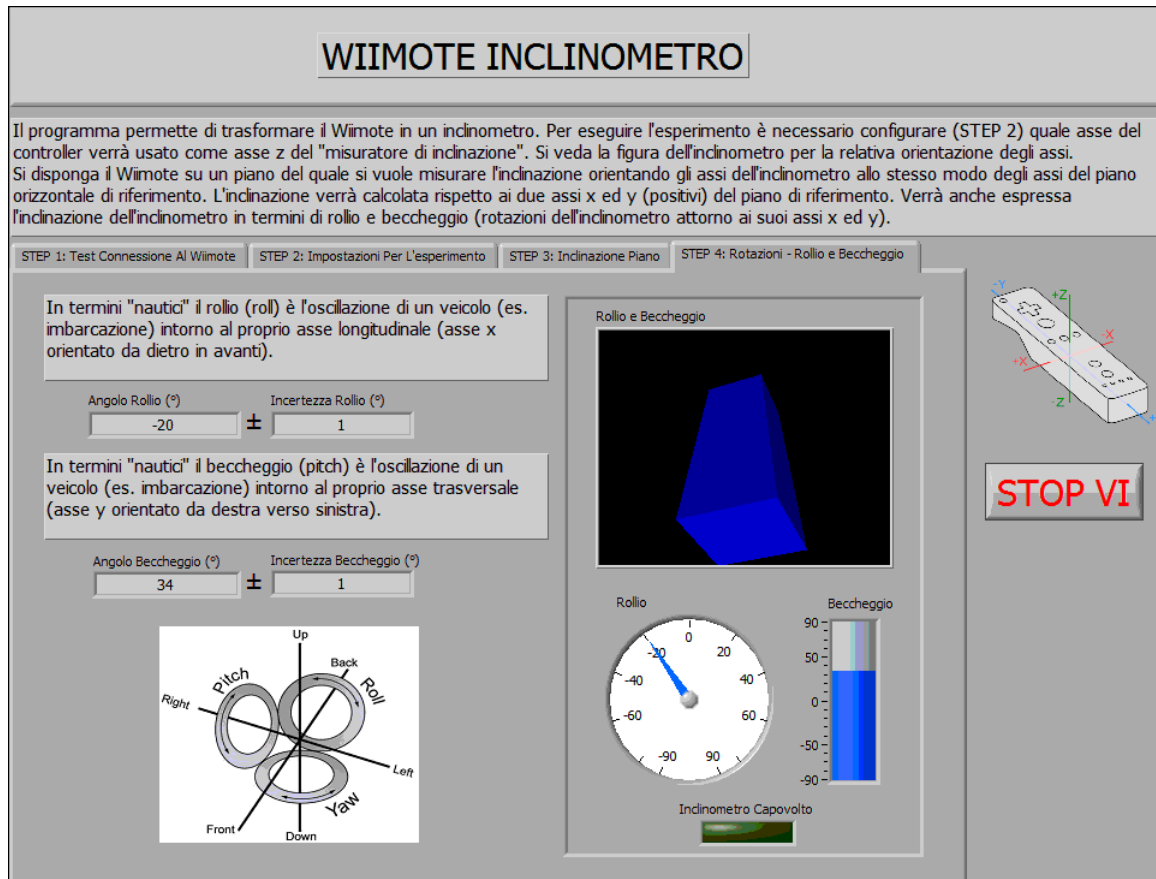 WIIMOTE INCLINOMETRO
Il programma permette di trasformare il Wiimote in un inclinometro. Per eseguire l'esperimento è necessario configurare (STEP 2) quale asse del
controller verrà usato come asse z del "misuratore di inclinazione". Si veda la figura dell'inclinometro per la relativa orientazione degli assi.
Si disponga il Wiimote su un piano del quale si vuole misurare l'inclinazione orientando gli assi dell'inclinometro allo stesso modo degli assi del piano
orizzontale di riferimento. L'inclinazione verrà calcolata rispetto ai due assi x ed y (positivi) del piano di riferimento. Verrà anche espressa
l'inclinazione dell'inclinometro in termini di rollio e beccheggio (rotazioni dell'inclinometro attorno ai suoi assi x ed y).
STEP 1: Test Connessione Al Wiimote
STEP 2: Impostazioni Per L'esperimento
STEP 3: Inclinazione Piano
STEP 4: Rotazioni - Rollio e Beccheggio
In termini "nautici" il rollio (roll) è l'oscillazione di un veicolo (es.
imbarcazione) intorno al proprio asse longitudinale (asse x
orientato da dietro in avanti).
Angolo Rollio (°)
Incertezza Rollio (°)
-20
±
1
In termini "nautici" il beccheggio (pitch) è l'oscillazione di un
veicolo (es. imbarcazione) intorno al proprio asse trasversale
(asse y orientato da destra verso sinistra).
Angolo Beccheggio (°)
Incertezza Beccheggio (°)
34
±
1
Up
Back
Pitch
Roll
Right
Left
Yaw
Front
Down
Rollio e Beccheggio
Rollio
0
-20
20
-40
40
-60
60
-90
90
Beccheggio
90
50
0
-50
-90
Inclinometro Capovolto
-Y
+Z
-X
+X
-Z
+
STOP VI